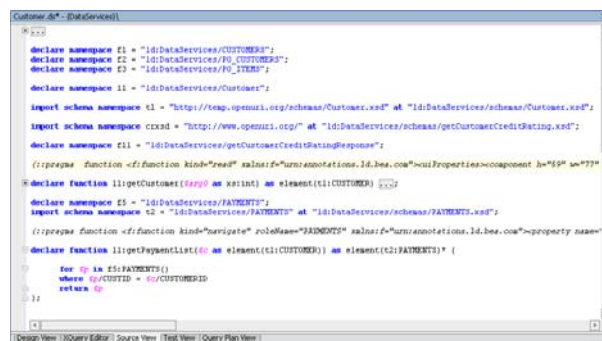 Customer.ds* - {DataServices}\
...
declare namespace f1 = "ld:DataServices/CUSTOMERS";
declare namespace f2 = "ld:DataServices/PO_CUSTOMERS";
declare namespace f3 = "ld:DataServices/PO_ITEMS";
declare namespace l1 = "ld:DataServices/Customer";
import schema namespace t1 = "http://temp.openuri.org/schemas/Customer.xsd" at "ld:DataServices/schemas/Customer.xsd";
import schema namespace crxsd = "http://www.openuri.org/" at "ld:DataServices/schemas/getCustomerCreditRating.xsd";
declare namespace f11 = "ld:DataServices/getCustomerCreditRatingResponse";
(::pragma function <f:function kind="read" xmlns:f="urn:annotations.ld.bea.com"><uiProperties><component h="69" w="77"
declare function l1:getCustomer($arg0 as xs:int) as element(t1:CUSTOMER) ...;
declare namespace f5 = "ld:DataServices/PAYMENTS";
import schema namespace t2 = "ld:DataServices/PAYMENTS" at "ld:DataServices/schemas/PAYMENTS.xsd";
(::pragma function <f:function kind="navigate" roleName="PAYMENTS" xmlns:f="urn:annotations.ld.bea.com"><property name="
declare function l1:getPaymentList($c as element(t1:CUSTOMER)) as element(t2:PAYMENTS)* {
for $p in f5:PAYMENTS()
where $p/CUSTID = $c/CUSTOMERID
return $p
};
Design View XQuery Editor Source View Test View Query Plan View